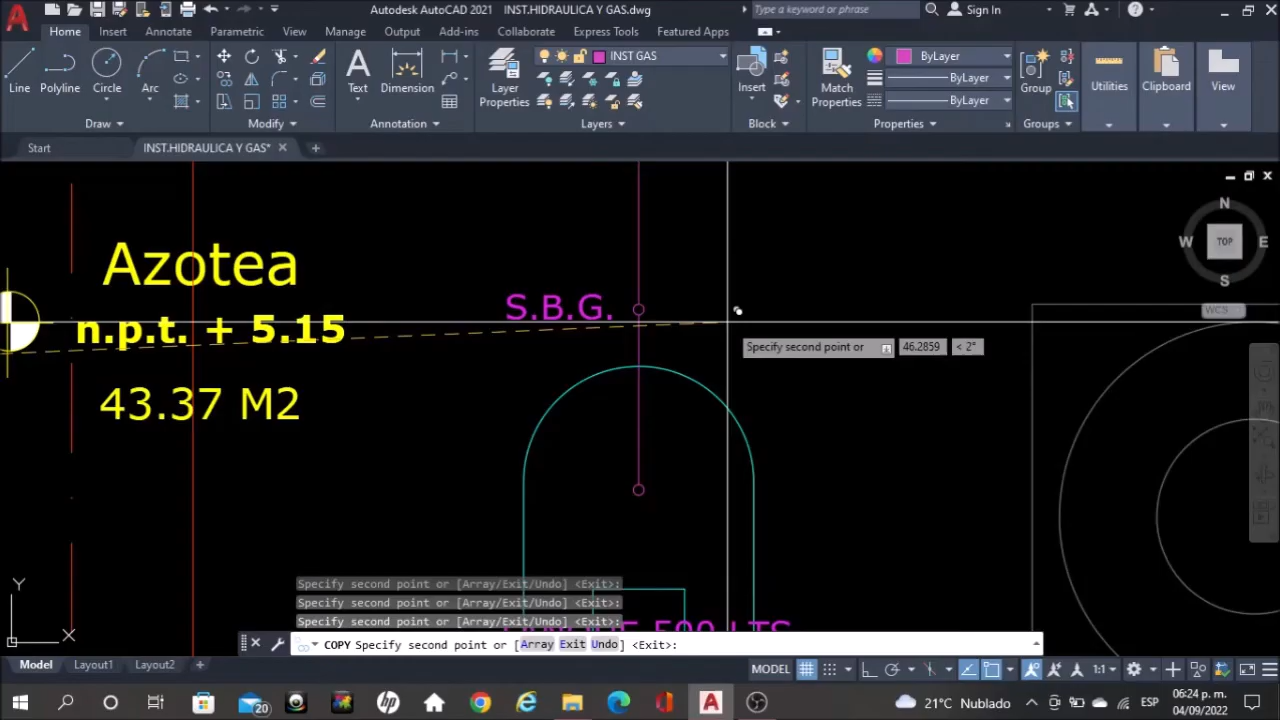 Autodesk AutoCAD 2021 INST.HIDRAULICA Y GAS.dwg
Type a keyword or phrase
Sign In
Home Insert Annotate Parametric View Manage Output Add-ins Collaborate Express Tools Featured Apps
INST GAS
ByLayer
ByLayer
ByLayer
Line Polyline Circle Arc
Text Dimension
Layer Properties
Insert
Match Properties
Group
Utilities
Clipboard
View
Draw Modify Annotation Layers Block Properties Groups
Start
INST.HIDRAULICA Y GAS*
N
W TOP E
S
WCS
Azotea
n.p.t. + 5.15
43.37 M2
S.B.G.
Specify second point or 46.2859 < 2°
Y
X
Specify second point or [Array/Exit/Undo] <Exit>:
Specify second point or [Array/Exit/Undo] <Exit>:
Specify second point or [Array/Exit/Undo] <Exit>:
500 LTS
COPY Specify second point or [Array Exit Undo] <Exit>:
Model Layout1 Layout2
MODEL
1:1
20
hp
21°C Nublado
ESP
06:24 p. m.
04/09/2022